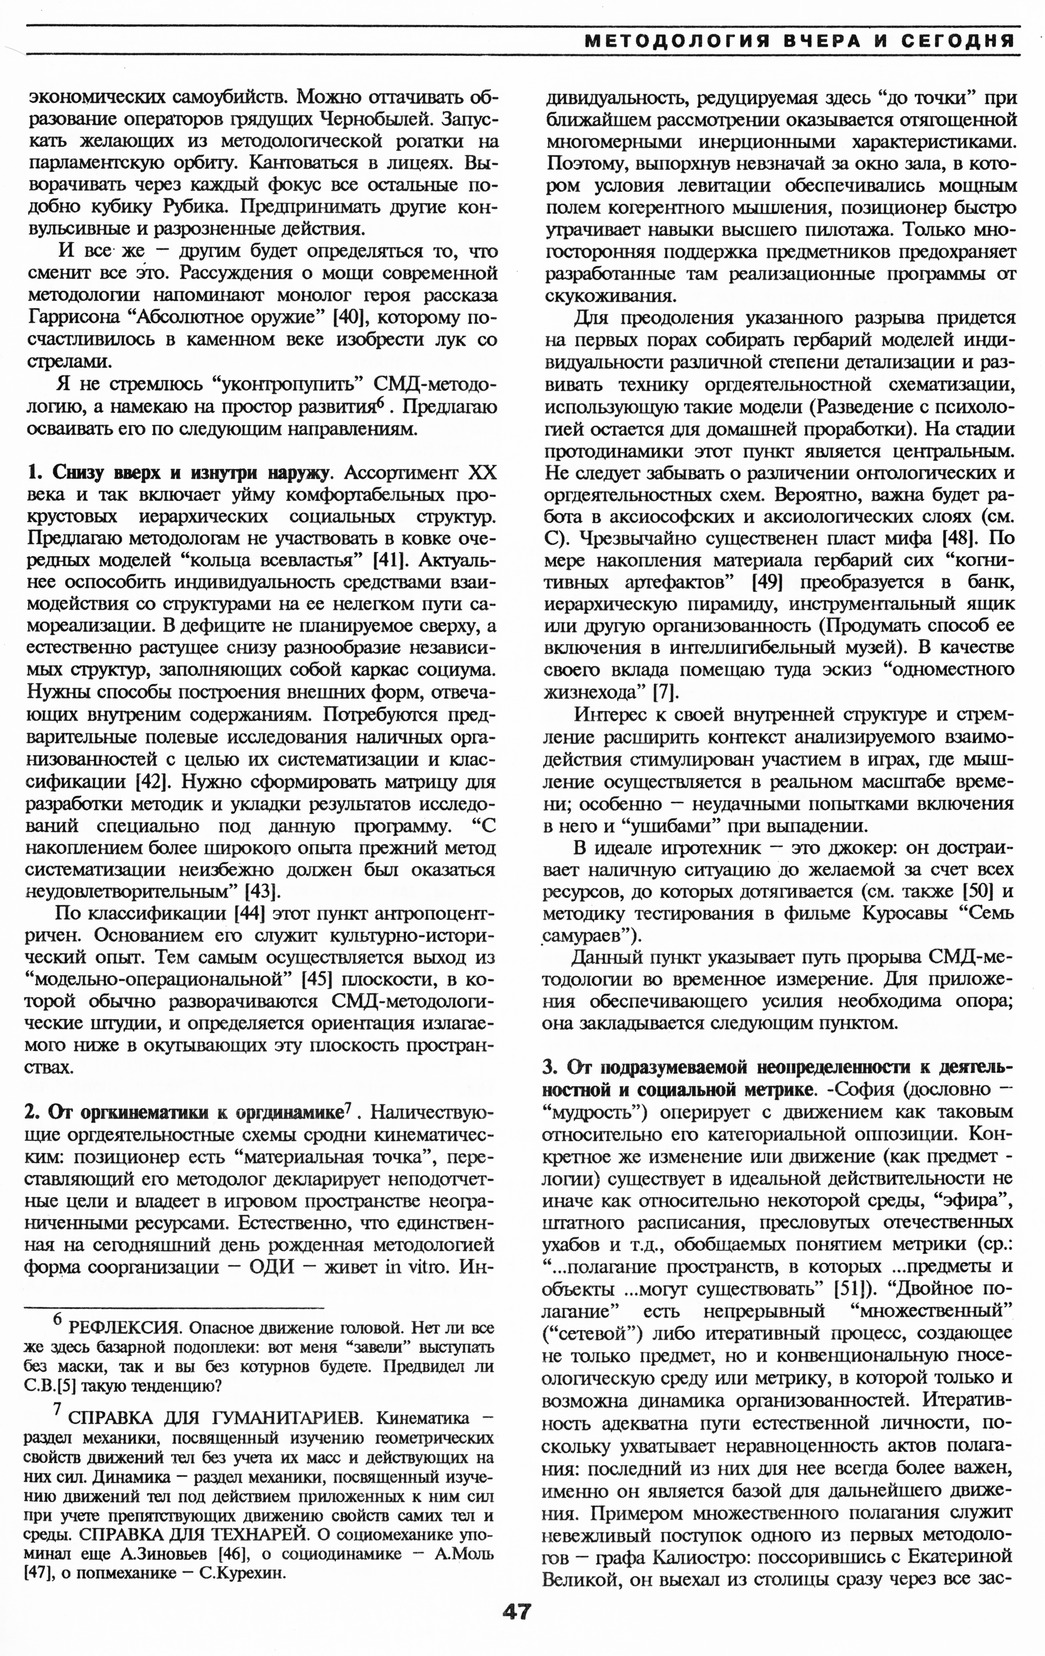 МЕТОДОЛОГИЯ ВЧЕРА И СЕГОДНЯ
экономических самоубийств. Можно оттачивать об-
разование операторов грядущих Чернобылей. Запус-
кать желающих из методологической рогатки на
парламентскую орбиту. Кантоваться в лицеях. Вы-
ворачивать через каждый фокус все остальные по-
добно кубику Рубика. Предпринимать другие кон-
вульсивные и разрозненные действия.
И все же — другим будет определяться то, что
сменит все это. Рассуждения о мощи современной
методологии напоминают монолог героя рассказа
Гаррисона “Абсолютное оружие” [40], которому по-
счастливилось в каменном веке изобрести лук со
стрелами.
Я не стремлюсь “уконтропупить” СМД-методо-
логию, а намекаю на простор развития⁶ . Предлагаю
осваивать его по следующим направлениям.
1. Снизу вверх и изнутри наружу. Ассортимент XX
века и так включает уйму комфортабельных про-
крустовых иерархических социальных структур.
Предлагаю методологам не участвовать в ковке оче-
редных моделей “кольца всевластья” [41]. Актуаль-
нее оспособить индивидуальность средствами взаи-
модействия со структурами на ее нелегком пути са-
мореализации. В дефиците не планируемое сверху, а
естественно растущее снизу разнообразие независи-
мых структур, заполняющих собой каркас социума.
Нужны способы построения внешних форм, отвеча-
ющих внутреним содержаниям. Потребуются пред-
варительные полевые исследования наличных орга-
низованностей с целью их систематизации и клас-
сификации [42]. Нужно сформировать матрицу для
разработки методик и укладки результатов исследо-
ваний специально под данную программу. “С
накоплением более широкого опыта прежний метод
систематизации неизбежно должен был оказаться
неудовлетворительным” [43].
По классификации [44] этот пункт антропоцент-
ричен. Основанием его служит культурно-истори-
ческий опыт. Тем самым осуществляется выход из
“модельно-операциональной” [45] плоскости, в ко-
торой обычно разворачиваются СМД-методологи-
ческие штудии, и определяется ориентация излагае-
мого ниже в окутывающих эту плоскость простран-
ствах.
2. От оргкинематики к оргдинамике⁷ . Наличествую-
щие оргдеятельностные схемы сродни кинематичес-
ким: позиционер есть “материальная точка”, пере-
ставляющий его методолог декларирует неподотчет-
ные цели и владеет в игровом пространстве неогра-
ниченными ресурсами. Естественно, что единствен-
ная на сегодняшний день рожденная методологией
форма соорганизации — ОДИ — живет in vitro. Ин-
⁶ РЕФЛЕКСИЯ. Опасное движение головой. Нет ли все
же здесь базарной подоплеки: вот меня “завели” выступать
без маски, так и вы без котурнов будете. Предвидел ли
С.В.[5] такую тенденцию?
⁷ СПРАВКА ДЛЯ ГУМАНИТАРИЕВ. Кинематика —
раздел механики, посвященный изучению геометрических
свойств движений тел без учета их масс и действующих на
них сил. Динамика — раздел механики, посвященный изуче-
нию движений тел под действием приложенных к ним сил
при учете препятствующих движению свойств самих тел и
среды. СПРАВКА ДЛЯ ТЕХНАРЕЙ. О социомеханике упо-
минал еще А.Зиновьев [46], о социодинамике — А.Моль
[47], о попмеханике — С.Курехин.
дивидуальность, редуцируемая здесь “до точки” при
ближайшем рассмотрении оказывается отягощенной
многомерными инерционными характеристиками.
Поэтому, выпорхнув невзначай за окно зала, в кото-
ром условия левитации обеспечивались мощным
полем когерентного мышления, позиционер быстро
утрачивает навыки высшего пилотажа. Только мно-
госторонняя поддержка предметников предохраняет
разработанные там реализационные программы от
скукоживания.
Для преодоления указанного разрыва придется
на первых порах собирать гербарий моделей инди-
видуальности различной степени детализации и раз-
вивать технику оргдеятельностной схематизации,
использующую такие модели (Разведение с психоло-
гией остается для домашней проработки). На стадии
протодинамики этот пункт является центральным.
Не следует забывать о различении онтологических и
оргдеятельностных схем. Вероятно, важна будет ра-
бота в аксиософских и аксиологических слоях (см.
С). Чрезвычайно существенен пласт мифа [48]. По
мере накопления материала гербарий сих “когни-
тивных артефактов” [49] преобразуется в банк,
иерархическую пирамиду, инструментальный ящик
или другую организованность (Продумать способ ее
включения в интеллигибельный музей). В качестве
своего вклада помещаю туда эскиз “одноместного
жизнехода” [7].
Интерес к своей внутренней структуре и стрем-
ление расширить контекст анализируемого взаимо-
действия стимулирован участием в играх, где мыш-
ление осуществляется в реальном масштабе време-
ни; особенно — неудачными попытками включения
в него и “ушибами” при выпадении.
В идеале игротехник — это джокер: он достраи-
вает наличную ситуацию до желаемой за счет всех
ресурсов, до которых дотягивается (см. также [50] и
методику тестирования в фильме Куросавы “Семь
самураев”).
Данный пункт указывает путь прорыва СМД-ме-
тодологии во временное измерение. Для приложе-
ния обеспечивающего усилия необходима опора;
она закладывается следующим пунктом.
3. От подразумеваемой неопределенности к деятель-
ностной и социальной метрике. -София (дословно —
“мудрость”) оперирует с движением как таковым
относительно его категориальной оппозиции. Кон-
кретное же изменение или движение (как предмет -
логии) существует в идеальной действительности не
иначе как относительно некоторой среды, “эфира”,
штатного расписания, пресловутых отечественных
ухабов и т.д., обобщаемых понятием метрики (ср.:
“...полагание пространств, в которых ...предметы и
объекты ...могут существовать” [51]). “Двойное по-
лагание” есть непрерывный “множественный”
(“сетевой”) либо итеративный процесс, создающее
не только предмет, но и конвенциональную гносе-
ологическую среду или метрику, в которой только и
возможна динамика организованностей. Итератив-
ность адекватна пути естественной личности, по-
скольку ухватывает неравноценность актов полага-
ния: последний из них для нее всегда более важен,
именно он является базой для дальнейшего движе-
ния. Примером множественного полагания служит
невежливый поступок одного из первых методоло-
гов — графа Калиостро: поссорившись с Екатериной
Великой, он выехал из столицы сразу через все зас-
47